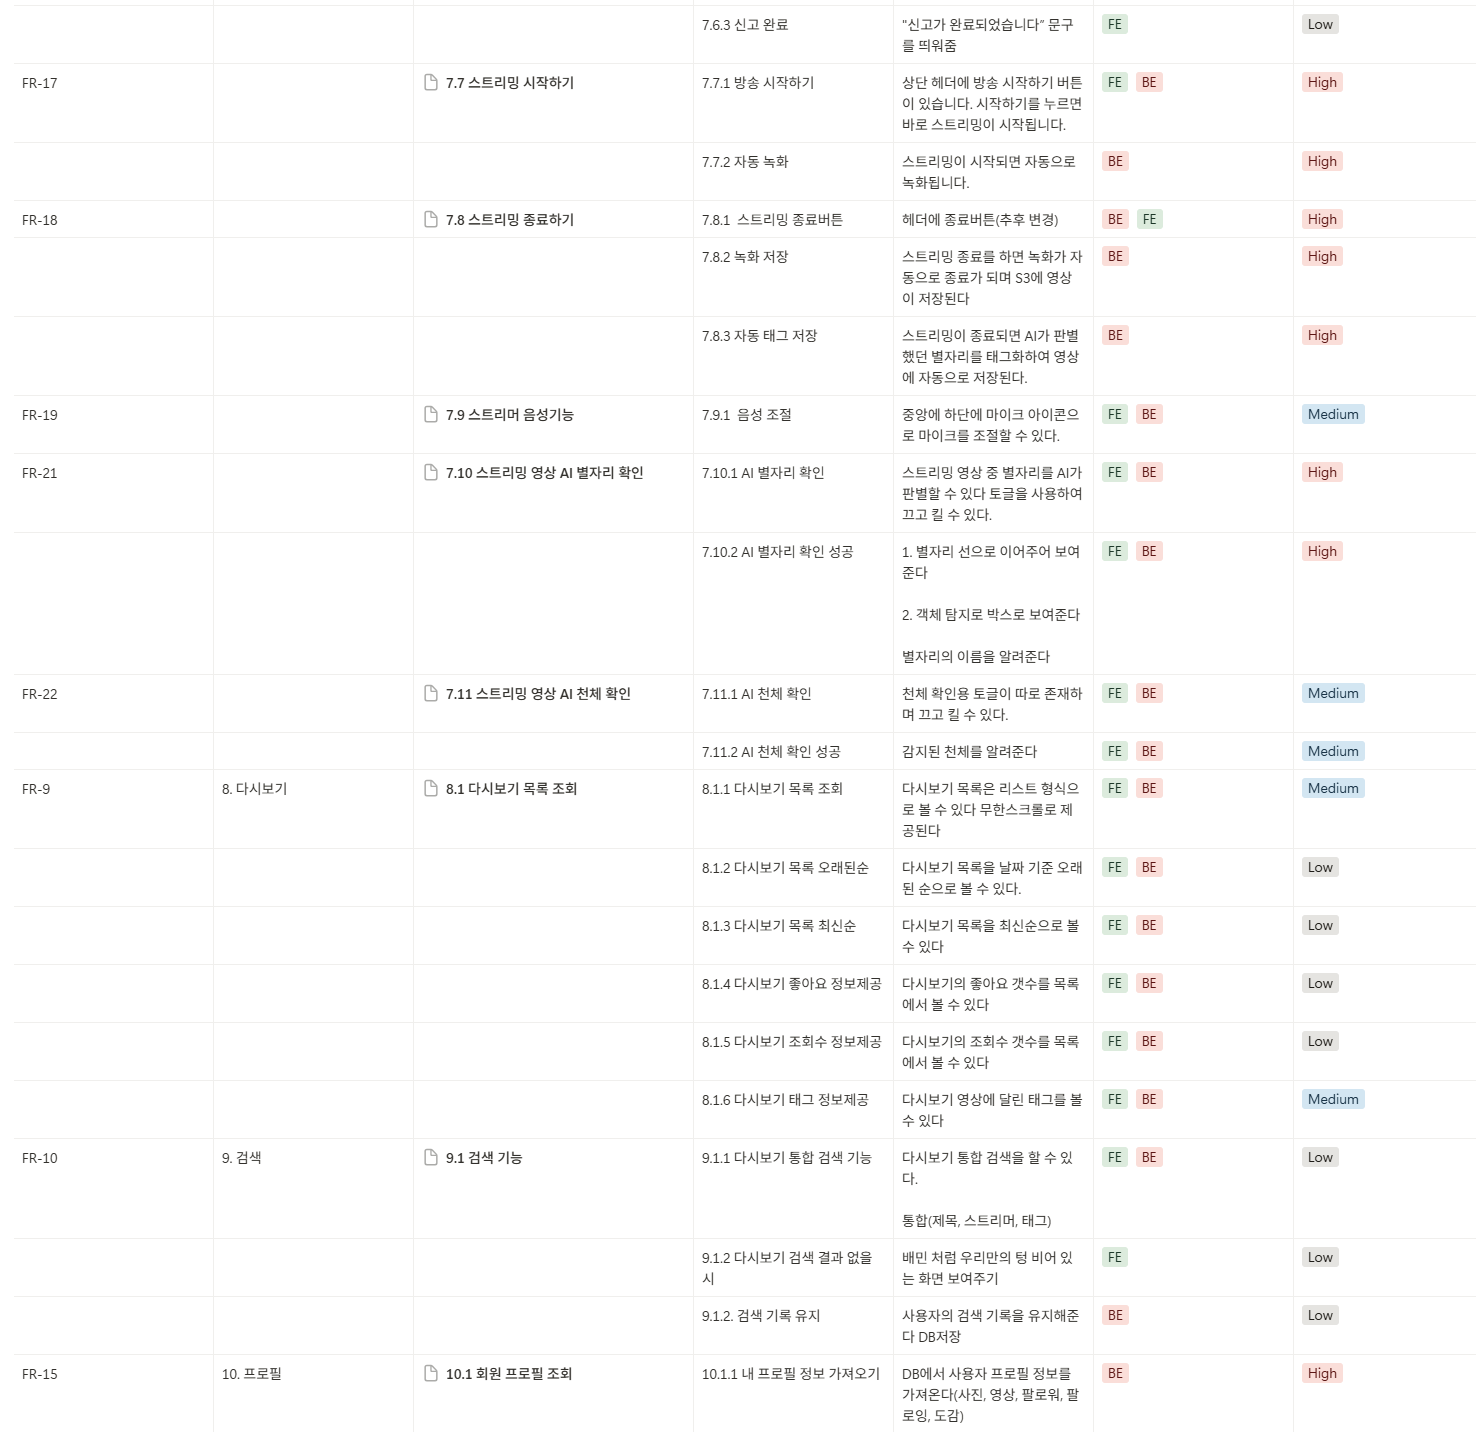 7.6.3 신고 완료
"신고가 완료되었습니다” 문구
를 띄워줌
FE
Low
FR-17
7.7 스트리밍 시작하기
7.7.1 방송 시작하기
상단 헤더에 방송 시작하기 버튼
이 있습니다. 시작하기를 누르면
바로 스트리밍이 시작됩니다.
FE BE
High
7.7.2 자동 녹화
스트리밍이 시작되면 자동으로
녹화됩니다.
BE
High
FR-18
7.8 스트리밍 종료하기
7.8.1 스트리밍 종료버튼
헤더에 종료버튼(추후 변경)
BE FE
High
7.8.2 녹화 저장
스트리밍 종료를 하면 녹화가 자
동으로 종료가 되며 S3에 영상
이 저장된다
BE
High
7.8.3 자동 태그 저장
스트리밍이 종료되면 AI가 판별
했던 별자리를 태그화하여 영상
에 자동으로 저장된다.
BE
High
FR-19
7.9 스트리머 음성기능
7.9.1 음성 조절
중앙에 하단에 마이크 아이콘으
로 마이크를 조절할 수 있다.
FE BE
Medium
FR-21
7.10 스트리밍 영상 AI 별자리 확인
7.10.1 AI 별자리 확인
스트리밍 영상 중 별자리를 AI가
판별할 수 있다 토글을 사용하여
끄고 킬 수 있다.
FE BE
High
7.10.2 AI 별자리 확인 성공
1. 별자리 선으로 이어주어 보여
준다
2. 객체 탐지로 박스로 보여준다
별자리의 이름을 알려준다
FE BE
High
FR-22
7.11 스트리밍 영상 AI 천체 확인
7.11.1 AI 천체 확인
천체 확인용 토글이 따로 존재하
며 끄고 킬 수 있다.
FE BE
Medium
7.11.2 AI 천체 확인 성공
감지된 천체를 알려준다
FE BE
Medium
FR-9
8. 다시보기
8.1 다시보기 목록 조회
8.1.1 다시보기 목록 조회
다시보기 목록은 리스트 형식으
로 볼 수 있다 무한스크롤로 제
공된다
FE BE
Medium
8.1.2 다시보기 목록 오래된순
다시보기 목록을 날짜 기준 오래
된 순으로 볼 수 있다.
FE BE
Low
8.1.3 다시보기 목록 최신순
다시보기 목록을 최신순으로 볼
수 있다
FE BE
Low
8.1.4 다시보기 좋아요 정보제공
다시보기의 좋아요 갯수를 목록
에서 볼 수 있다
FE BE
Low
8.1.5 다시보기 조회수 정보제공
다시보기의 조회수 갯수를 목록
에서 볼 수 있다
FE BE
Low
8.1.6 다시보기 태그 정보제공
다시보기 영상에 달린 태그를 볼
수 있다
FE BE
Medium
FR-10
9. 검색
9.1 검색 기능
9.1.1 다시보기 통합 검색 기능
다시보기 통합 검색을 할 수 있
다.
통합(제목, 스트리머, 태그)
FE BE
Low
9.1.2 다시보기 검색 결과 없을
시
배민 처럼 우리만의 텅 비어 있
는 화면 보여주기
FE
Low
9.1.2. 검색 기록 유지
사용자의 검색 기록을 유지해준
다 DB저장
BE
Low
FR-15
10. 프로필
10.1 회원 프로필 조회
10.1.1 내 프로필 정보 가져오기
DB에서 사용자 프로필 정보를
가져온다(사진, 영상, 팔로워, 팔
로잉, 도감)
BE
High